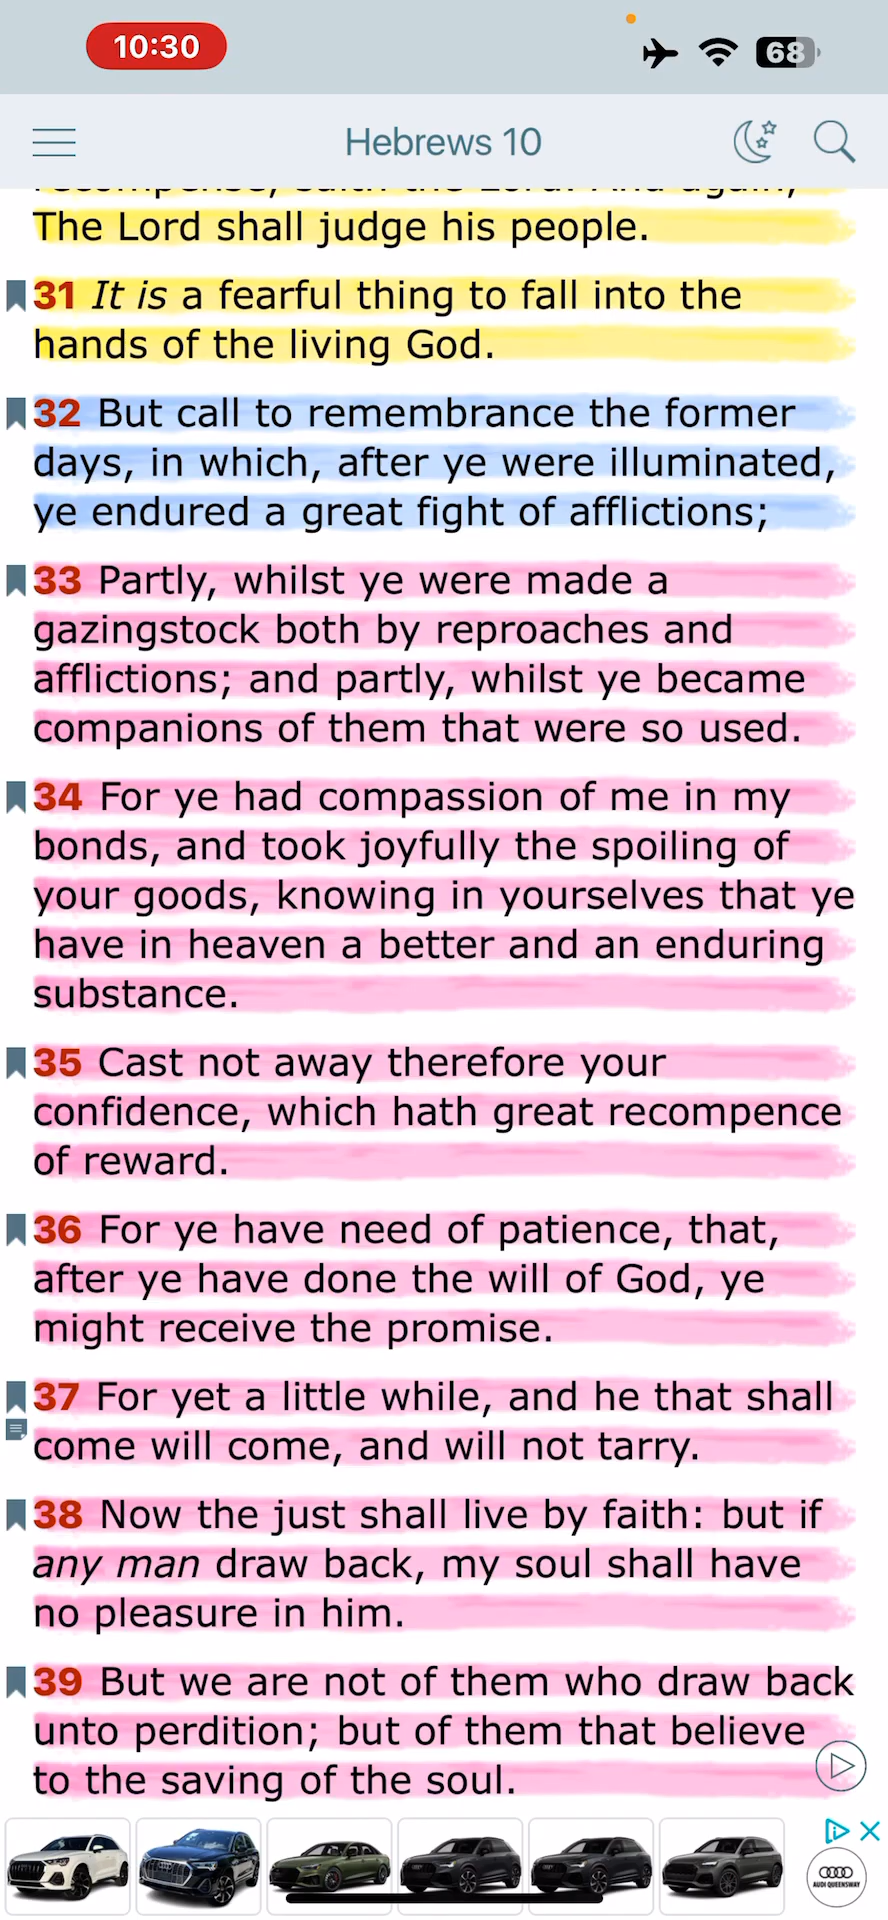 10:30
68
Hebrews 10
The Lord shall judge his people.
31 It is a fearful thing to fall into the
hands of the living God.
32 But call to remembrance the former
days, in which, after ye were illuminated,
ye endured a great fight of afflictions;
33 Partly, whilst ye were made a
gazingstock both by reproaches and
afflictions; and partly, whilst ye became
companions of them that were so used.
34 For ye had compassion of me in my
bonds, and took joyfully the spoiling of
your goods, knowing in yourselves that ye
have in heaven a better and an enduring
substance.
35 Cast not away therefore your
confidence, which hath great recompence
of reward.
36 For ye have need of patience, that,
after ye have done the will of God, ye
might receive the promise.
37 For yet a little while, and he that shall
come will come, and will not tarry.
38 Now the just shall live by faith: but if
any man draw back, my soul shall have
no pleasure in him.
39 But we are not of them who draw back
unto perdition; but of them that believe
to the saving of the soul.
AUDI QUEENSWAY